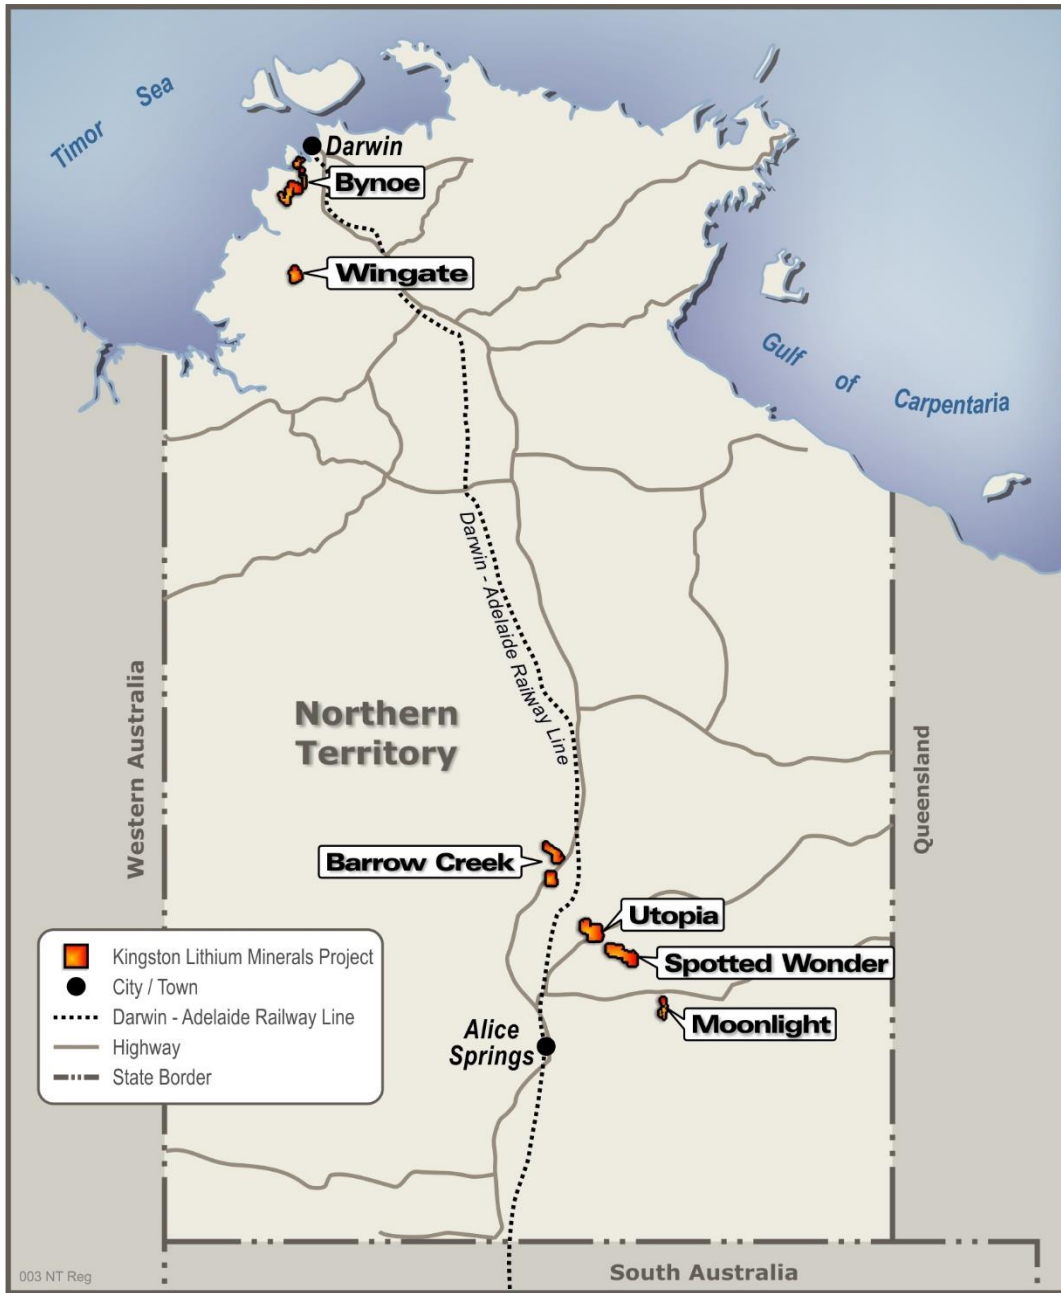 Timor Sea
Darwin
Bynoe
Wingate
Gulf of Carpentaria
Darwin - Adelaide Railway Line
Northern
Territory
Western Australia
Queensland
Barrow Creek
Utopia
Spotted Wonder
Moonlight
Alice
Springs
Kingston Lithium Minerals Project
City / Town
Darwin - Adelaide Railway Line
Highway
State Border
South Australia
003 NT Reg